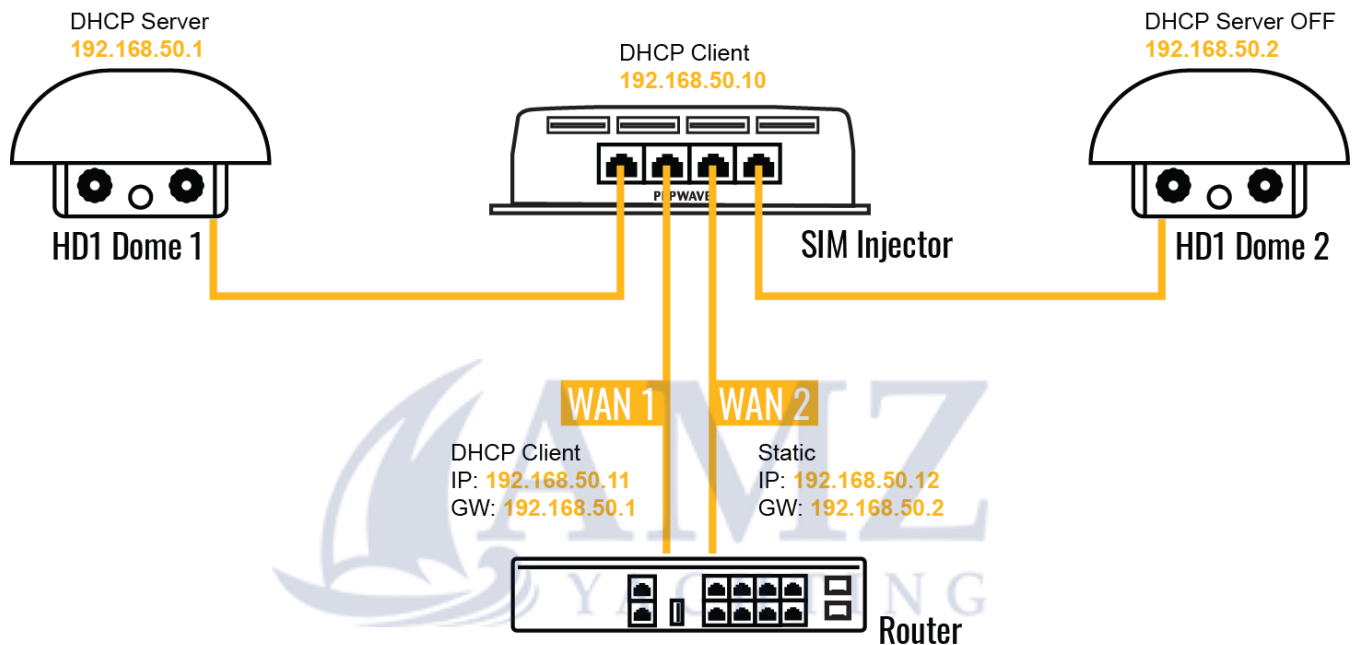 DHCP Server
192.168.50.1
DHCP Client
192.168.50.10
DHCP Server OFF
192.168.50.2
PEPWAVE
HD1 Dome 1
SIM Injector
HD1 Dome 2
WAN 1
WAN 2
DHCP Client
IP: 192.168.50.11
GW: 192.168.50.1
Static
IP: 192.168.50.12
GW: 192.168.50.2
AMZ
YACHTING
Router